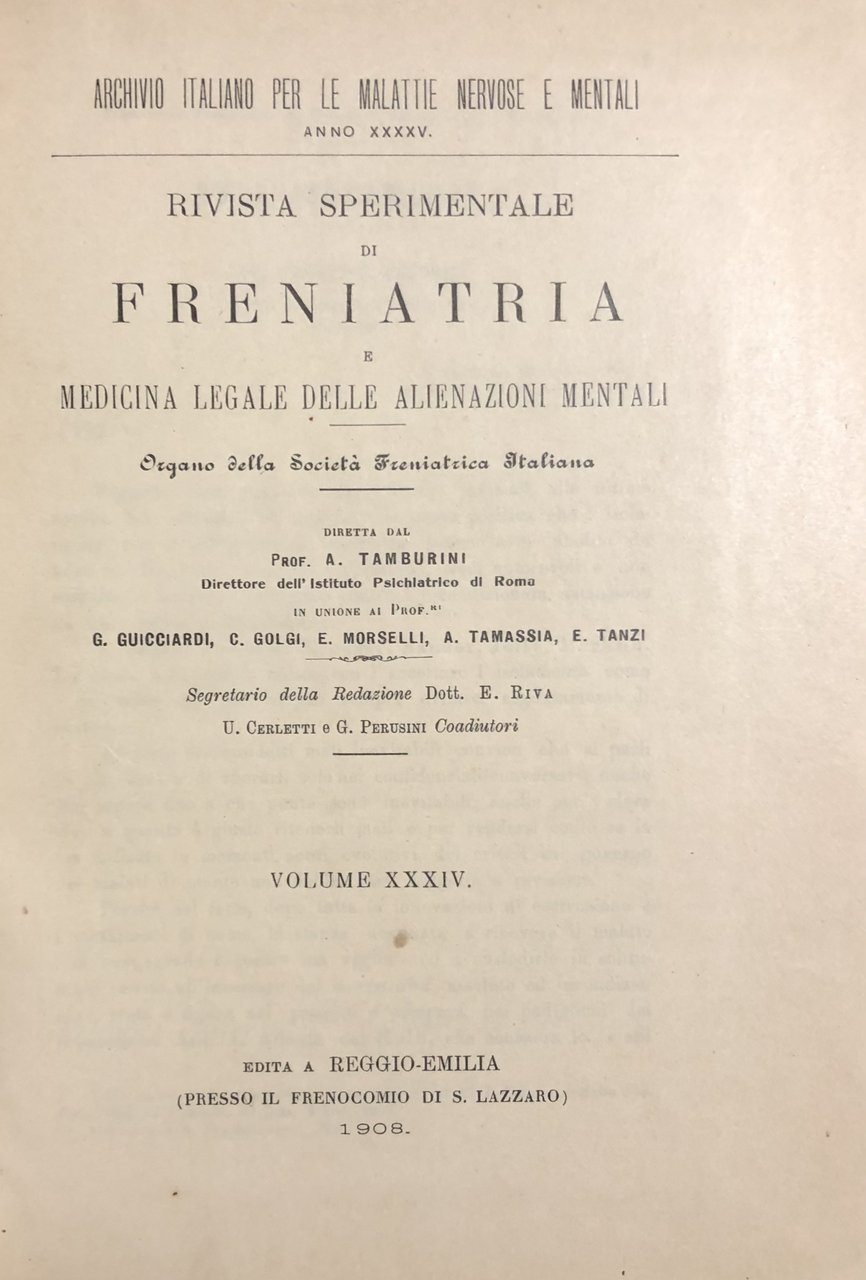 ARCHIVIO ITALIANO PER LE MALATTIE NERVOSE E MENTALI
ANNO XXXXV.
RIVISTA SPERIMENTALE
DI
FRENIATRIA
E
MEDICINA LEGALE DELLE ALIENAZIONI MENTALI
Organo della Società Freniatrica Italiana
DIRETTA DAL
PROF. A. TAMBURINI
Direttore dell' Istituto Psichiatrico di Roma
IN UNIONE AI PROF.RI
G. GUICCIARDI, C. GOLGI, E. MORSELLI, A. TAMASSIA, E. TANZI
Segretario della Redazione Dott. E. RIVA
U. CERLETTI e G. PERUSINI Coadiutori
VOLUME XXXIV.
EDITA A REGGIO-EMILIA
(PRESSO IL FRENOCOMIO DI S. LAZZARO)
1908.